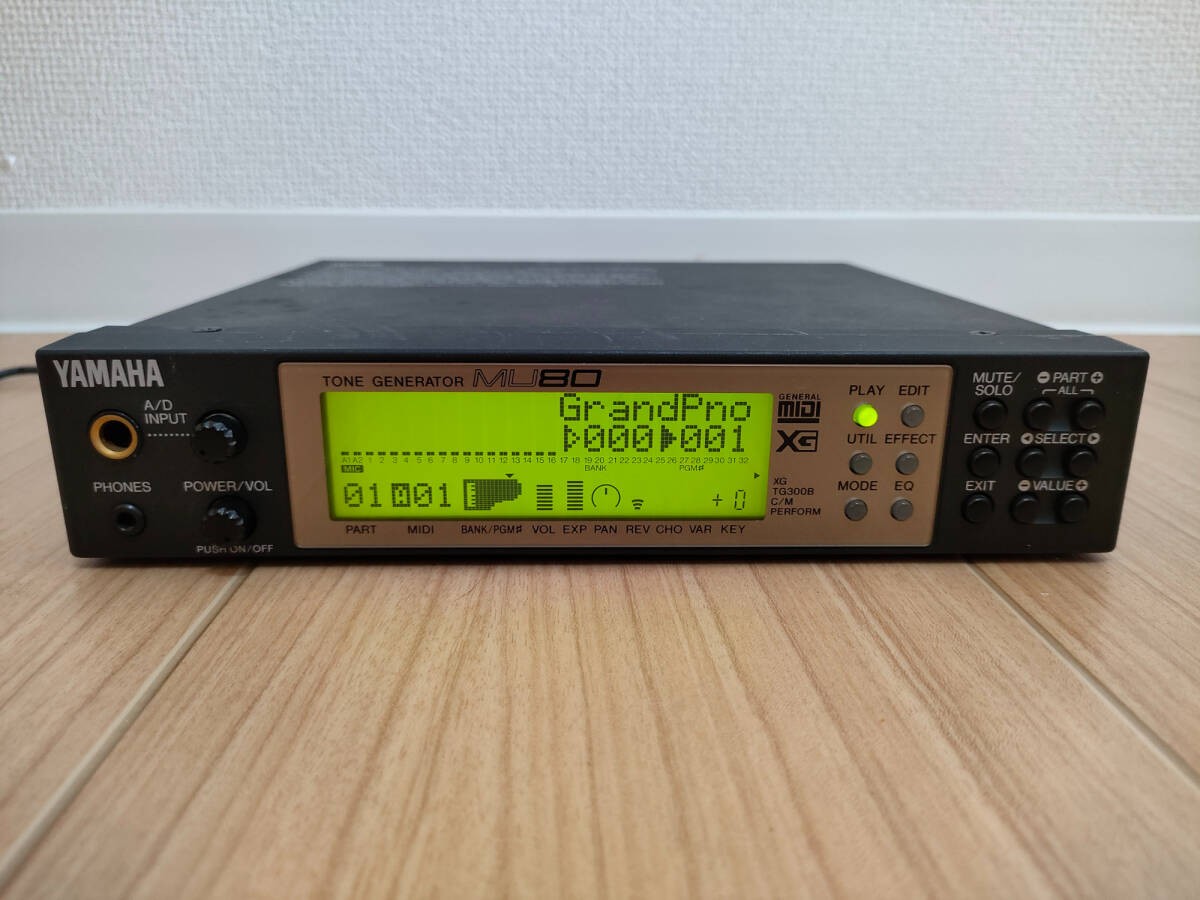 YAMAHA
A/D
INPUT
PHONES
POWER/VOL
PUSH ON/OFF
TONE GENERATOR MU80
GrandPno
000 001
A1 A2 1 2 3 4 5 6 7 8 9 10 11 12 13 14 15 16 17 18 19 20 21 22 23 24 25 26 27 28 29 30 31 32
MIC BANK PGM#
01 A01 + 0
PART MIDI BANK/PGM# VOL EXP PAN REV CHO VAR KEY
GENERAL
MIDI
XG
XG
TG300B
C/M
PERFORM
PLAY EDIT
UTIL EFFECT
MODE EQ
MUTE/
SOLO
- PART +
ALL
ENTER
SELECT
EXIT
- VALUE +